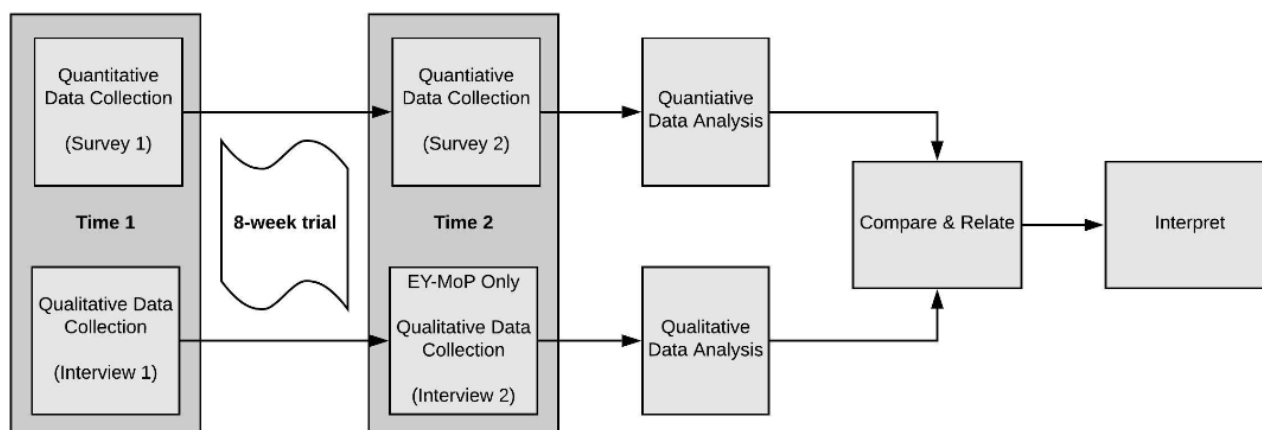 Quantitative
Data Collection
(Survey 1)
Time 1
Qualitative Data
Collection
(Interview 1)
8-week trial
Quantiative
Data Collection
(Survey 2)
Time 2
EY-MoP Only
Qualitative Data
Collection
(Interview 2)
Quantiative
Data Analysis
Qualitative
Data Analysis
Compare & Relate
Interpret